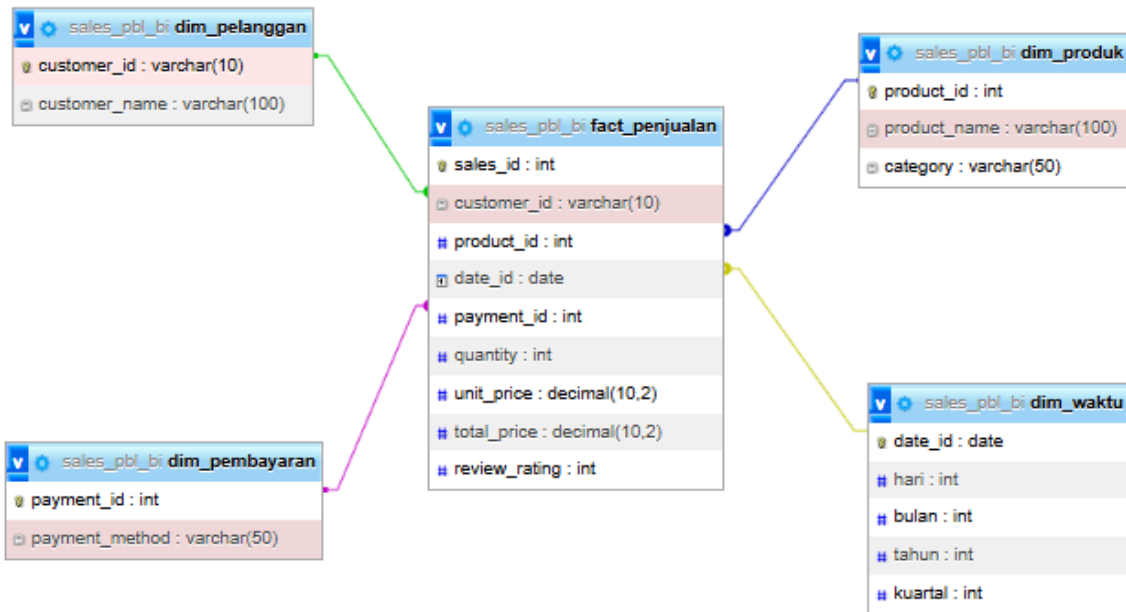 v sales_pbl_bi dim_pelanggan
customer_id : varchar(10)
customer_name : varchar(100)
v sales_pbl_bi fact_penjualan
sales_id : int
customer_id : varchar(10)
# product_id : int
date_id : date
# payment_id : int
# quantity : int
# unit_price : decimal(10,2)
# total_price : decimal(10,2)
# review_rating : int
v sales_pbl_bi dim_produk
product_id : int
product_name : varchar(100)
category : varchar(50)
v sales_pbl_bi dim_pembayaran
payment_id : int
payment_method : varchar(50)
v sales_pbl_bi dim_waktu
date_id : date
# hari : int
# bulan : int
# tahun : int
# kuartal : int